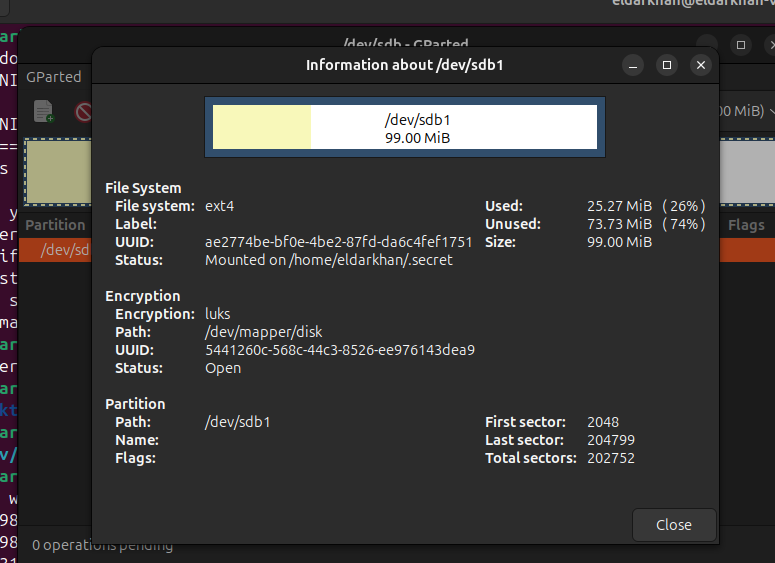 eldarkhan@eldarkhan-v
/dev/sdb - GParted
Information about /dev/sdb1
GParted
/dev/sdb1
99.00 MiB
00 MiB)
File System
File system: ext4 Used: 25.27 MiB ( 26% )
Label: Unused: 73.73 MiB ( 74% )
UUID: ae2774be-bf0e-4be2-87fd-da6c4fef1751 Size: 99.00 MiB
Status: Mounted on /home/eldarkhan/.secret
Partition Flags
/dev/sd
Encryption
Encryption: luks
Path: /dev/mapper/disk
UUID: 5441260c-568c-44c3-8526-ee976143dea9
Status: Open
Partition
Path: /dev/sdb1 First sector: 2048
Name: Last sector: 204799
Flags: Total sectors: 202752
Close
0 operations pending